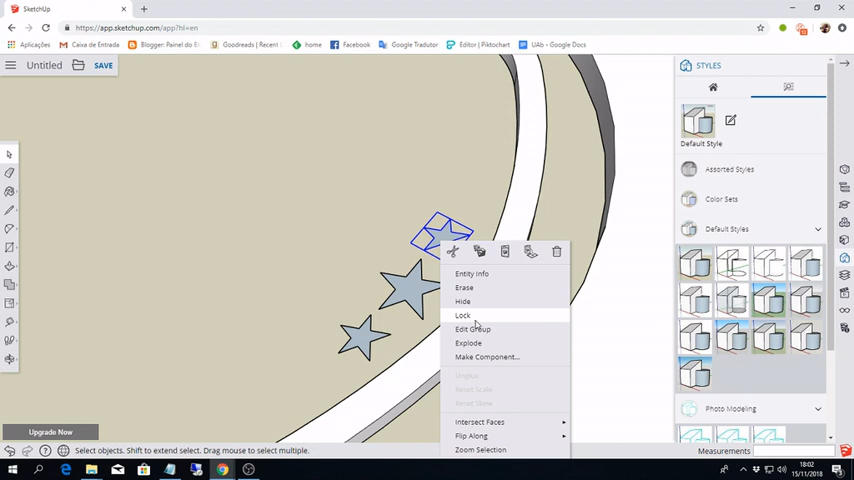 SketchUp
https://app.sketchup.com/app?hl=en
Aplicações
Caixa de Entrada
Blogger: Painel do E
Goodreads | Recent
home
Facebook
Google Tradutor
Editor | Piktochart
UAb - Google Docs
Untitled
SAVE
STYLES
Default Style
Assorted Styles
Color Sets
Default Styles
Entity Info
Erase
Hide
Lock
Edit Group
Explode
Make Component...
Unglue
Reset Scale
Reset Skew
Intersect Faces
Flip Along
Zoom Selection
Photo Modeling
Upgrade Now
Select objects. Shift to extend select. Drag mouse to select multiple.
Measurements
18:02
15/11/2018